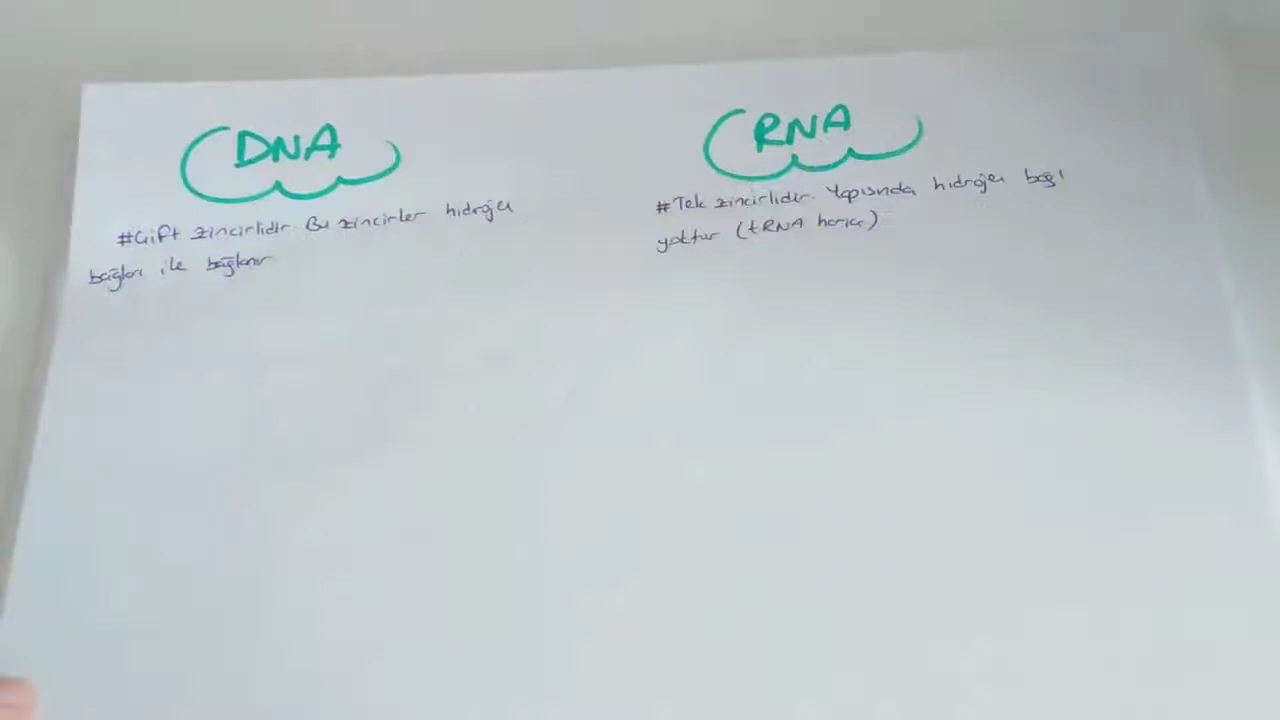 DNA
#Çift zincirlidir. Bu zincirler hidrojen
bağları ile bağlanır
RNA
#Tek zincirlidir. Yapısında hidrojen bağı
yoktur (tRNA hariç)